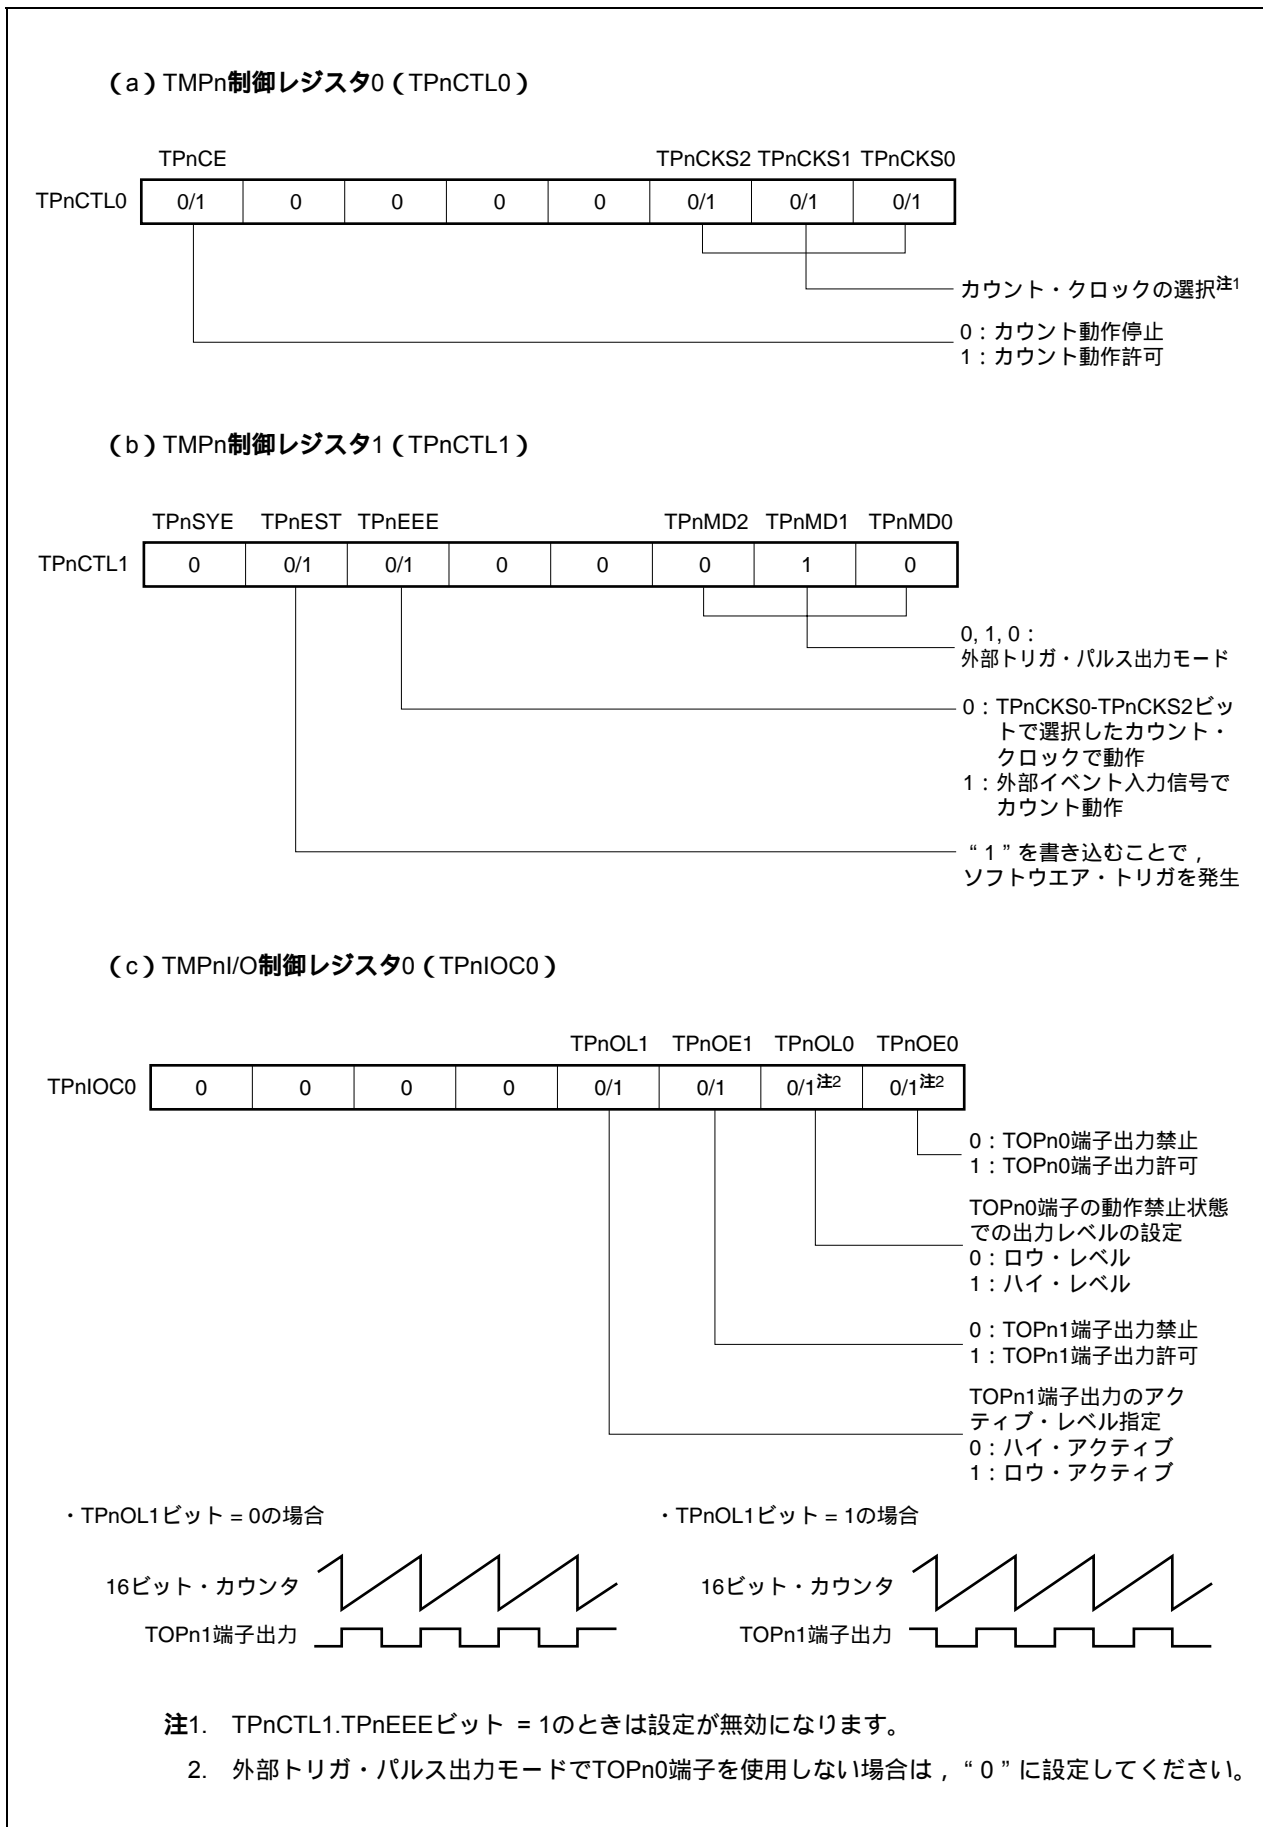 （a）TMPn制御レジスタ0（TPnCTL0）
TPnCE TPnCKS2 TPnCKS1 TPnCKS0
TPnCTL0 0/1 0 0 0 0 0/1 0/1 0/1
カウント・クロックの選択注1
0：カウント動作停止
1：カウント動作許可
（b）TMPn制御レジスタ1（TPnCTL1）
TPnSYE TPnEST TPnEEE TPnMD2 TPnMD1 TPnMD0
TPnCTL1 0 0/1 0/1 0 0 0 1 0
0, 1, 0：
外部トリガ・パルス出力モード
0：TPnCKS0-TPnCKS2ビッ
トで選択したカウント・
クロックで動作
1：外部イベント入力信号で
カウント動作
“1”を書き込むことで，
ソフトウエア・トリガを発生
（c）TMPnI/O制御レジスタ0（TPnIOC0）
TPnOL1 TPnOE1 TPnOL0 TPnOE0
TPnIOC0 0 0 0 0 0/1 0/1 0/1注2 0/1注2
0：TOPn0端子出力禁止
1：TOPn0端子出力許可
TOPn0端子の動作禁止状態
での出力レベルの設定
0：ロウ・レベル
1：ハイ・レベル
0：TOPn1端子出力禁止
1：TOPn1端子出力許可
TOPn1端子出力のアク
ティブ・レベル指定
0：ハイ・アクティブ
1：ロウ・アクティブ
・TPnOL1ビット = 0の場合 ・TPnOL1ビット = 1の場合
16ビット・カウンタ 16ビット・カウンタ
TOPn1端子出力 TOPn1端子出力
注1. TPnCTL1.TPnEEEビット = 1のときは設定が無効になります。
2. 外部トリガ・パルス出力モードでTOPn0端子を使用しない場合は，“0”に設定してください。